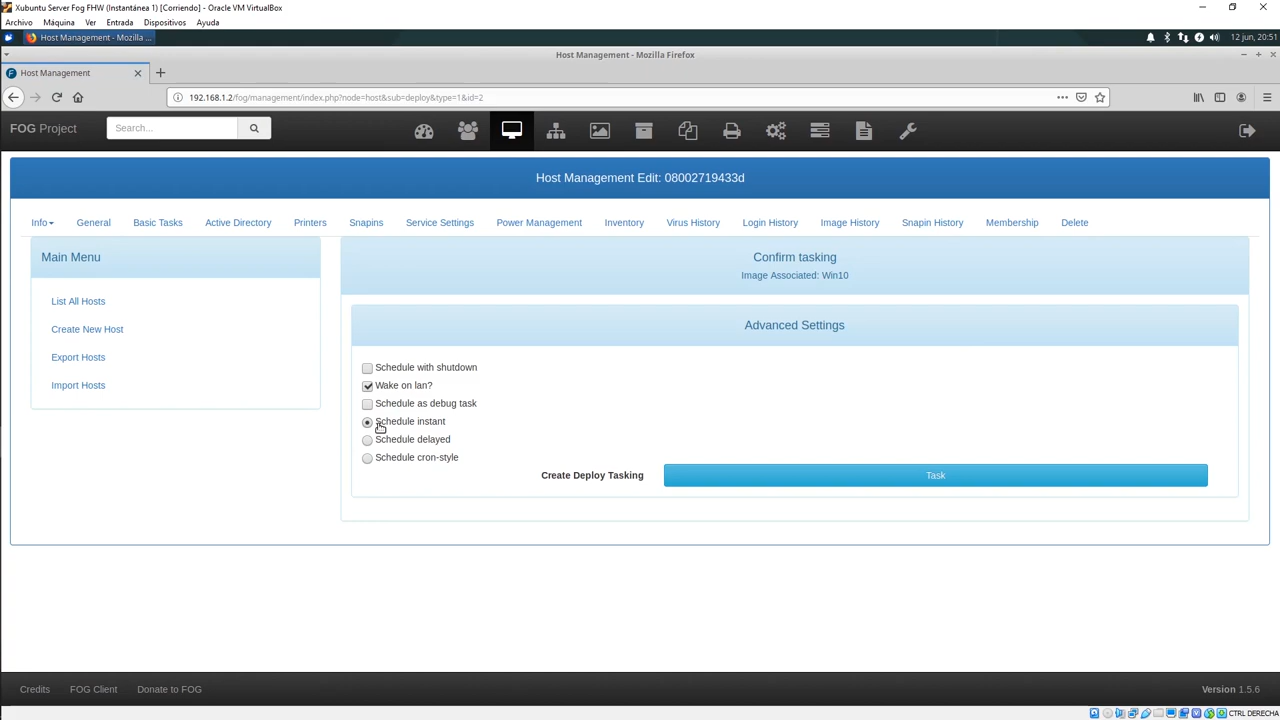 Xubuntu Server Fog FHW (Instantánea 1) [Corriendo] - Oracle VM VirtualBox
Archivo Máquina Ver Entrada Dispositivos Ayuda
Host Management - Mozilla ...
12 jun, 20:51
Host Management - Mozilla Firefox
Host Management
192.168.1.2/fog/management/index.php?node=host&sub=deploy&type=1&id=2
FOG Project
Search...
Host Management Edit: 08002719433d
Info General Basic Tasks Active Directory Printers Snapins Service Settings Power Management Inventory Virus History Login History Image History Snapin History Membership Delete
Main Menu
List All Hosts
Create New Host
Export Hosts
Import Hosts
Confirm tasking
Image Associated: Win10
Advanced Settings
Schedule with shutdown
Wake on lan?
Schedule as debug task
Schedule instant
Schedule delayed
Schedule cron-style
Create Deploy Tasking Task
Credits FOG Client Donate to FOG
Version 1.5.6
CTRL DERECHA